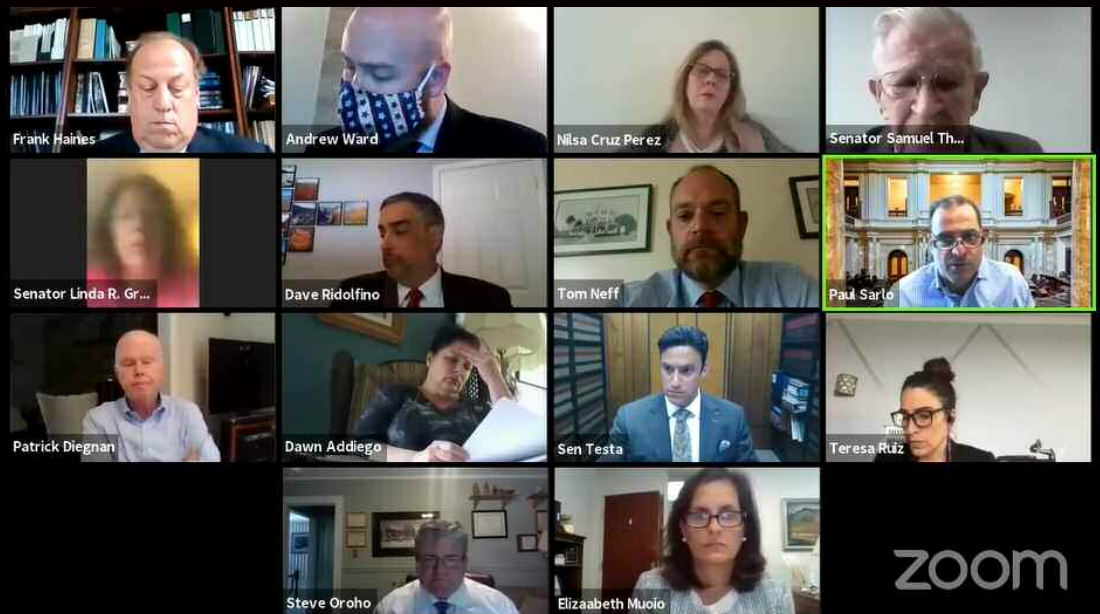 Frank Haines
Andrew Ward
Nilsa Cruz Perez
Senator Samuel Th...
Senator Linda R. Gr...
Dave Ridolfino
Tom Neff
Paul Sarlo
Patrick Diegnan
Dawn Addiego
Sen Testa
Teresa Ruiz
Steve Oroho
Elizaabeth Muoio
zoom